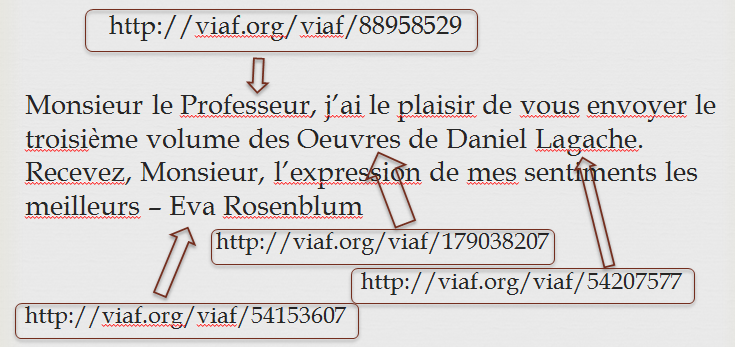 http://viaf.org/viaf/88958529
Monsieur le Professeur, j’ai le plaisir de vous envoyer le
troisième volume des Oeuvres de Daniel Lagache.
Recevez, Monsieur, l’expression de mes sentiments les
meilleurs – Eva Rosenblum
http://viaf.org/viaf/179038207
http://viaf.org/viaf/54207577
http://viaf.org/viaf/54153607